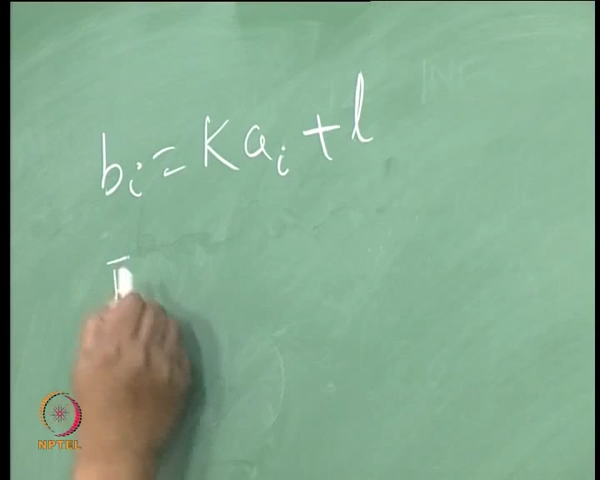 bᵢ = Kaᵢ + l
NPTEL